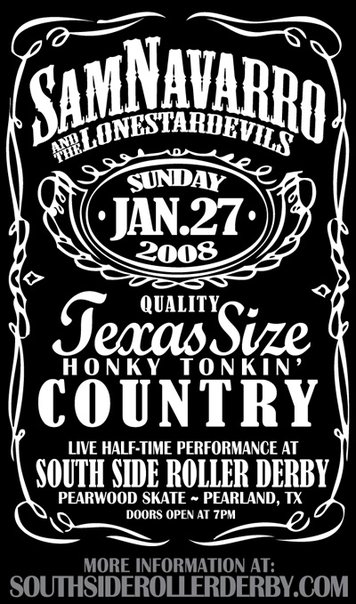 SAMNAVARRO
AND THE LONESTARDEVILS
SUNDAY
·JAN.27·
2008
QUALITY
Texas Size
HONKY TONKIN'
COUNTRY
LIVE HALF-TIME PERFORMANCE AT
SOUTH SIDE ROLLER DERBY
PEARWOOD SKATE ~ PEARLAND, TX
DOORS OPEN AT 7PM
MORE INFORMATION AT:
SOUTHSIDEROLLERDERBY.COM